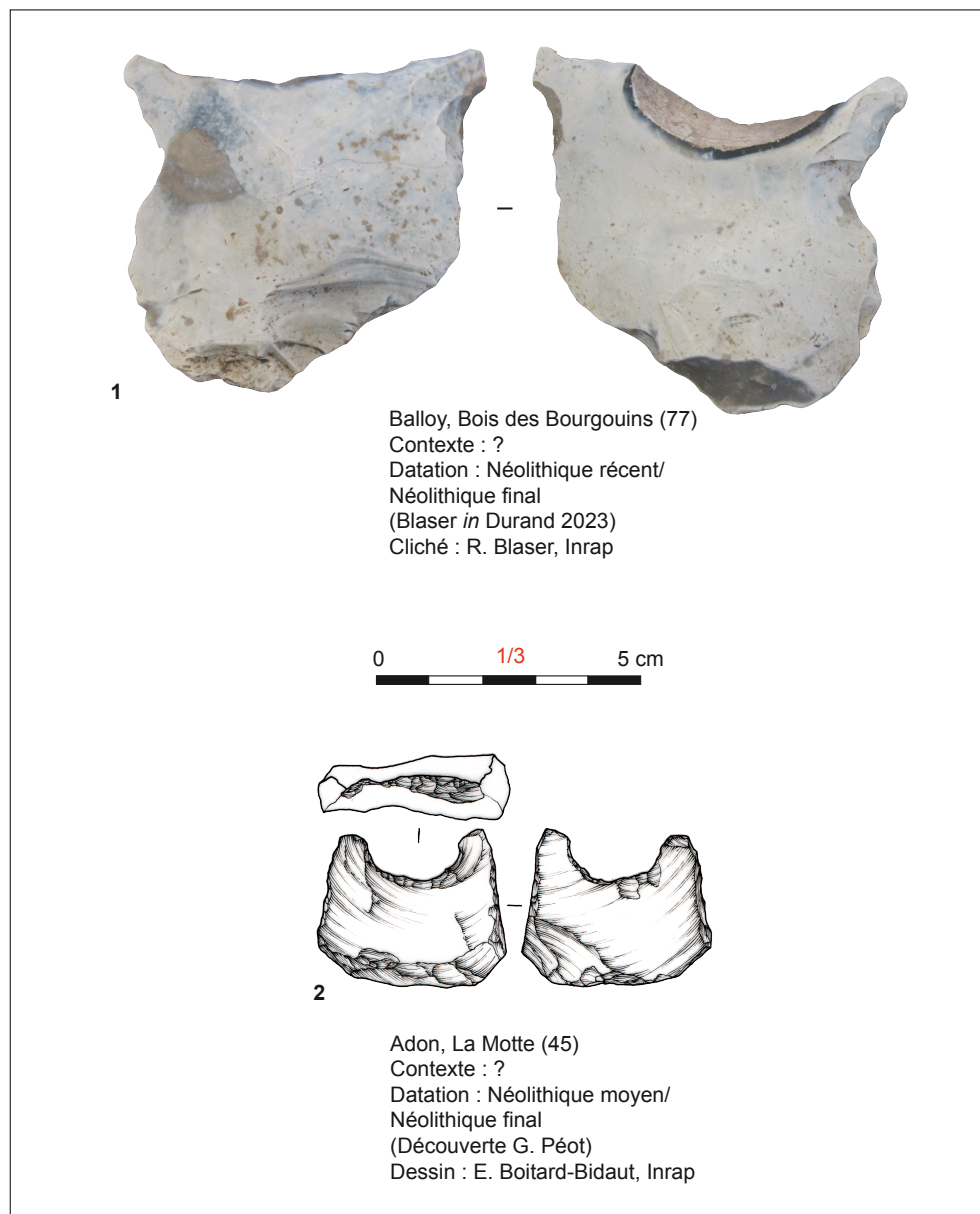 1
Balloy, Bois des Bourgouins (77)
Contexte : ?
Datation : Néolithique récent/
Néolithique final
(Blaser in Durand 2023)
Cliché : R. Blaser, Inrap
0 1/3 5 cm
2
Adon, La Motte (45)
Contexte : ?
Datation : Néolithique moyen/
Néolithique final
(Découverte G. Péot)
Dessin : E. Boitard-Bidaut, Inrap